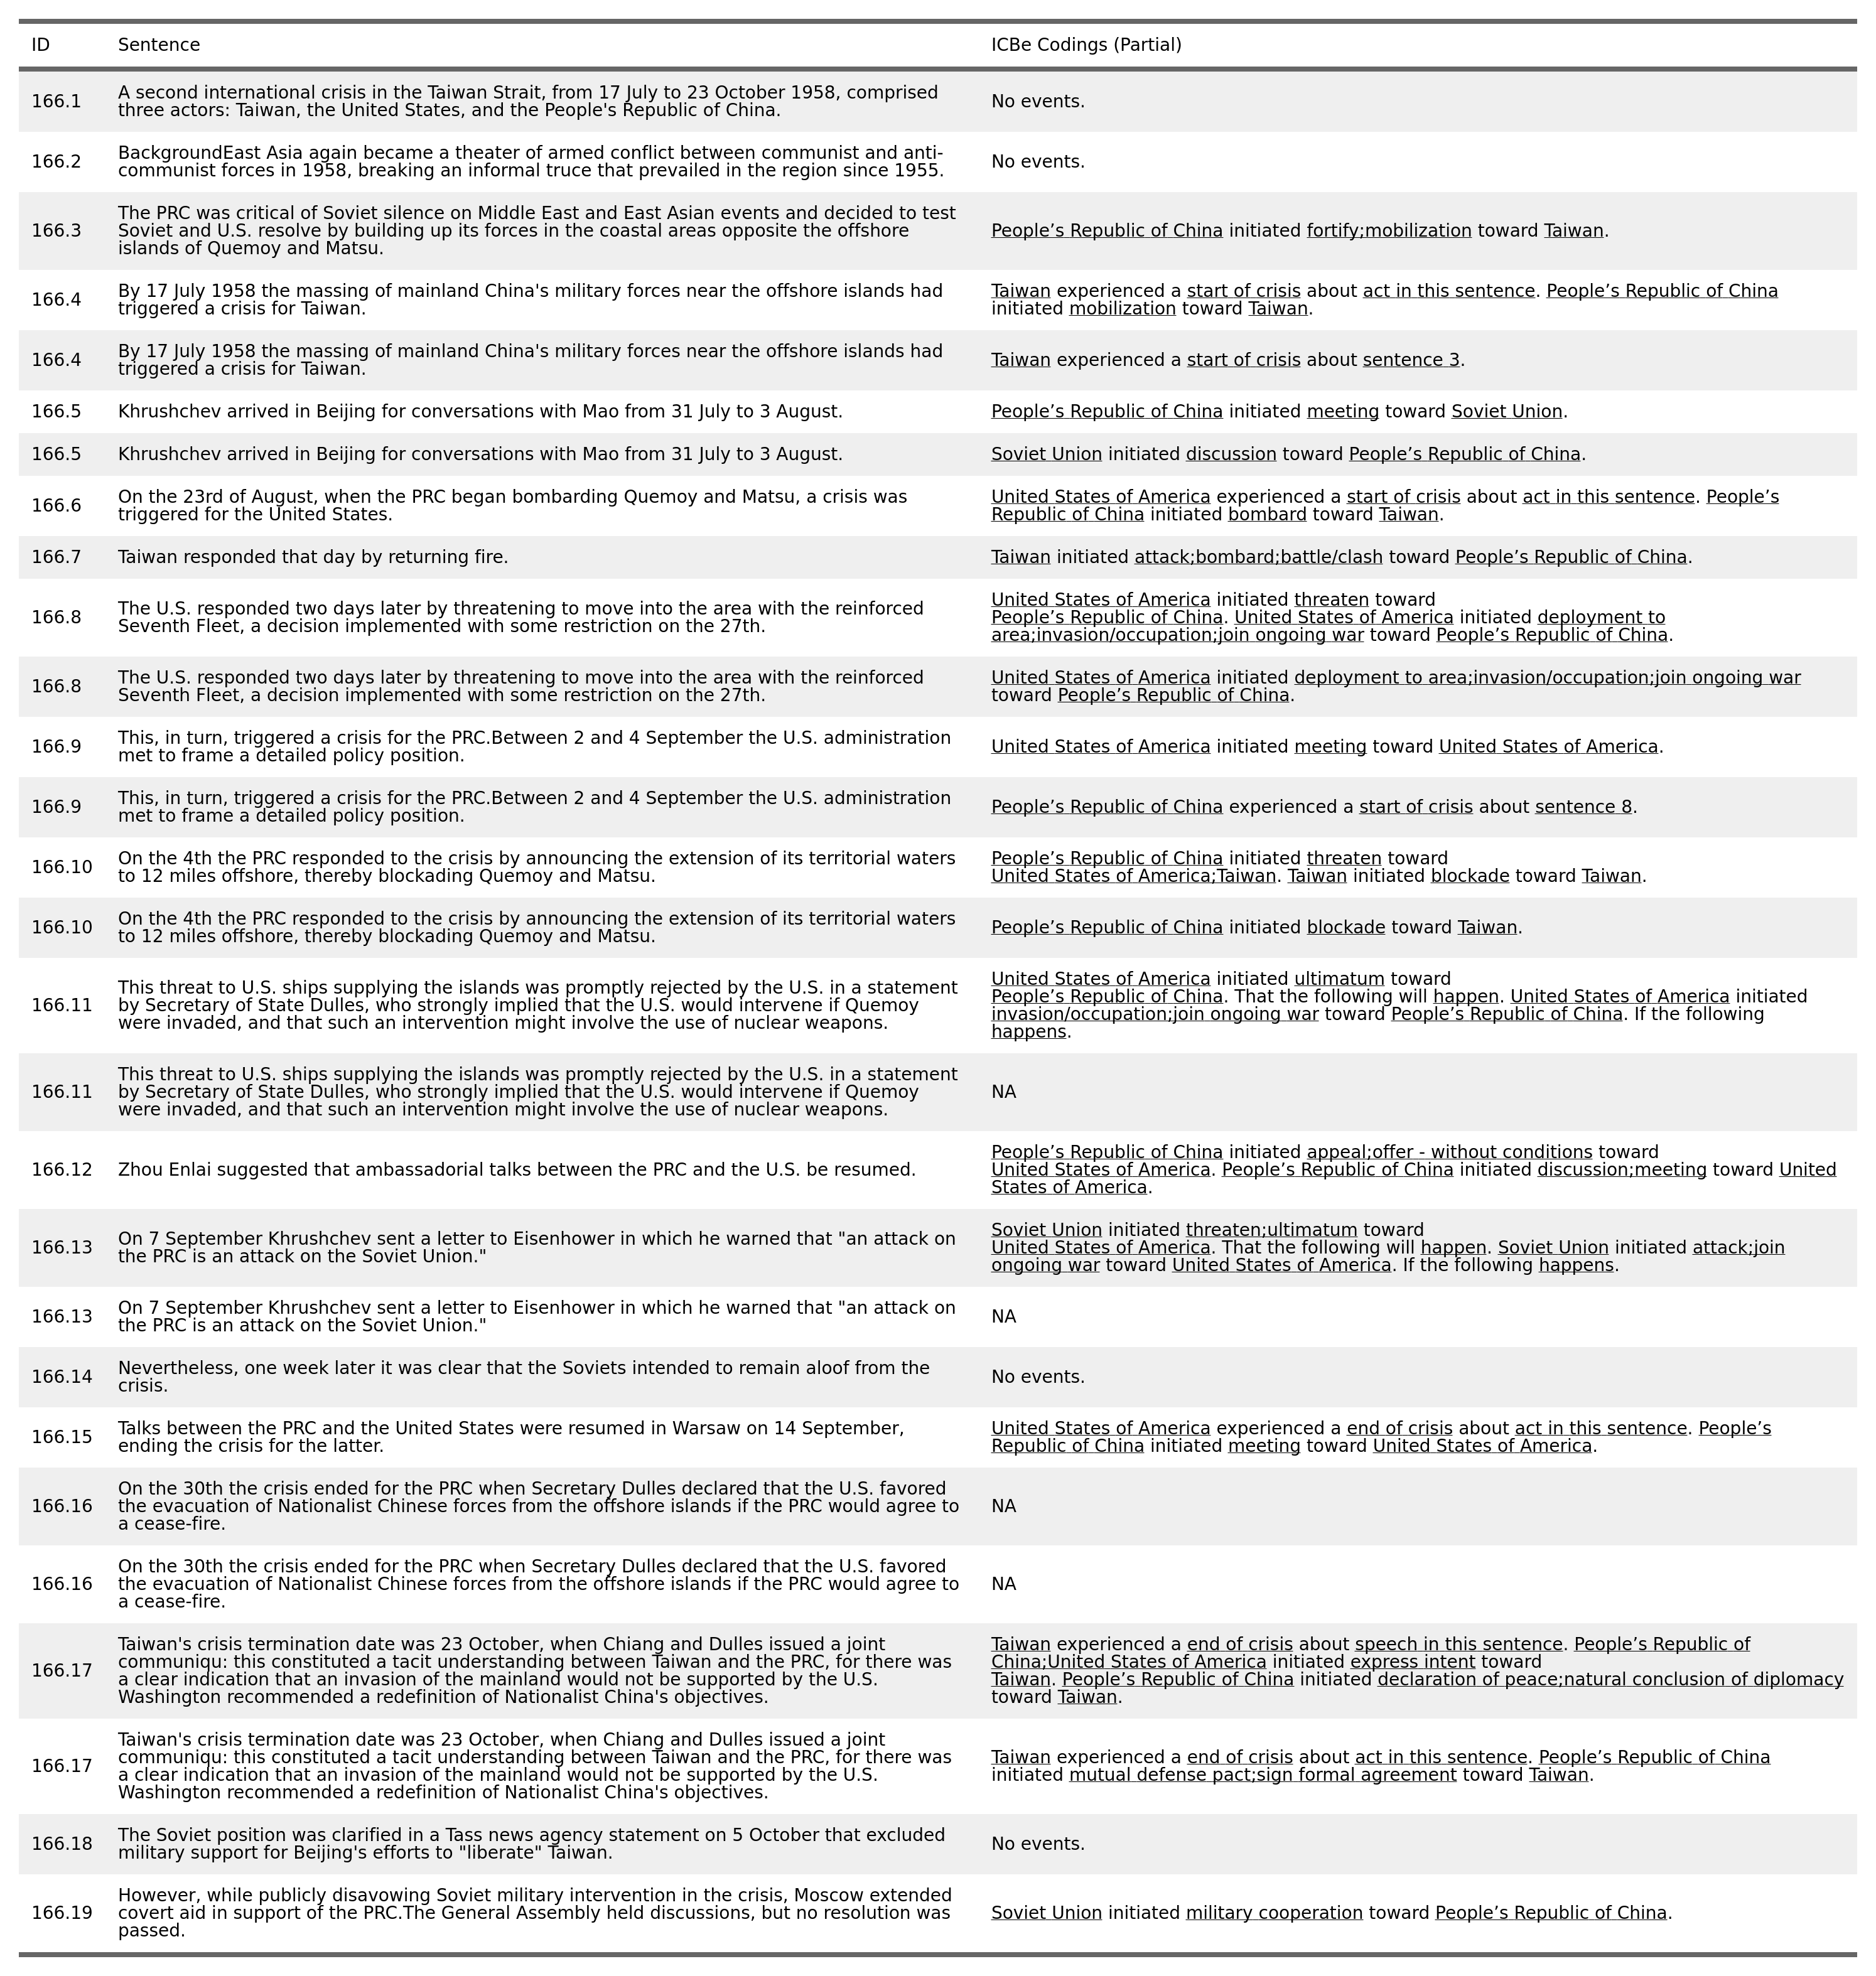 ID Sentence ICBe Codings (Partial)
166.1 A second international crisis in the Taiwan Strait, from 17 July to 23 October 1958, comprised
three actors: Taiwan, the United States, and the People's Republic of China.
No events.
166.2 BackgroundEast Asia again became a theater of armed conflict between communist and anti-
communist forces in 1958, breaking an informal truce that prevailed in the region since 1955.
No events.
166.3 The PRC was critical of Soviet silence on Middle East and East Asian events and decided to test
Soviet and U.S. resolve by building up its forces in the coastal areas opposite the offshore
islands of Quemoy and Matsu.
People’s Republic of China initiated fortify;mobilization toward Taiwan.
166.4 By 17 July 1958 the massing of mainland China's military forces near the offshore islands had
triggered a crisis for Taiwan.
Taiwan experienced a start of crisis about act in this sentence. People’s Republic of China
initiated mobilization toward Taiwan.
166.4 By 17 July 1958 the massing of mainland China's military forces near the offshore islands had
triggered a crisis for Taiwan.
Taiwan experienced a start of crisis about sentence 3.
166.5 Khrushchev arrived in Beijing for conversations with Mao from 31 July to 3 August.
People’s Republic of China initiated meeting toward Soviet Union.
166.5 Khrushchev arrived in Beijing for conversations with Mao from 31 July to 3 August.
Soviet Union initiated discussion toward People’s Republic of China.
166.6 On the 23rd of August, when the PRC began bombarding Quemoy and Matsu, a crisis was
triggered for the United States.
United States of America experienced a start of crisis about act in this sentence. People’s
Republic of China initiated bombard toward Taiwan.
166.7 Taiwan responded that day by returning fire.
Taiwan initiated attack;bombard;battle/clash toward People’s Republic of China.
166.8 The U.S. responded two days later by threatening to move into the area with the reinforced
Seventh Fleet, a decision implemented with some restriction on the 27th.
United States of America initiated threaten toward
People’s Republic of China. United States of America initiated deployment to
area;invasion/occupation;join ongoing war toward People’s Republic of China.
166.8 The U.S. responded two days later by threatening to move into the area with the reinforced
Seventh Fleet, a decision implemented with some restriction on the 27th.
United States of America initiated deployment to area;invasion/occupation;join ongoing war
toward People’s Republic of China.
166.9 This, in turn, triggered a crisis for the PRC.Between 2 and 4 September the U.S. administration
met to frame a detailed policy position.
United States of America initiated meeting toward United States of America.
166.9 This, in turn, triggered a crisis for the PRC.Between 2 and 4 September the U.S. administration
met to frame a detailed policy position.
People’s Republic of China experienced a start of crisis about sentence 8.
166.10 On the 4th the PRC responded to the crisis by announcing the extension of its territorial waters
to 12 miles offshore, thereby blockading Quemoy and Matsu.
People’s Republic of China initiated threaten toward
United States of America;Taiwan. Taiwan initiated blockade toward Taiwan.
166.10 On the 4th the PRC responded to the crisis by announcing the extension of its territorial waters
to 12 miles offshore, thereby blockading Quemoy and Matsu.
People’s Republic of China initiated blockade toward Taiwan.
166.11 This threat to U.S. ships supplying the islands was promptly rejected by the U.S. in a statement
by Secretary of State Dulles, who strongly implied that the U.S. would intervene if Quemoy
were invaded, and that such an intervention might involve the use of nuclear weapons.
United States of America initiated ultimatum toward
People’s Republic of China. That the following will happen. United States of America initiated
invasion/occupation;join ongoing war toward People’s Republic of China. If the following
happens.
166.11 This threat to U.S. ships supplying the islands was promptly rejected by the U.S. in a statement
by Secretary of State Dulles, who strongly implied that the U.S. would intervene if Quemoy
were invaded, and that such an intervention might involve the use of nuclear weapons.
NA
166.12 Zhou Enlai suggested that ambassadorial talks between the PRC and the U.S. be resumed.
People’s Republic of China initiated appeal;offer - without conditions toward
United States of America. People’s Republic of China initiated discussion;meeting toward United
States of America.
166.13 On 7 September Khrushchev sent a letter to Eisenhower in which he warned that "an attack on
the PRC is an attack on the Soviet Union."
Soviet Union initiated threaten;ultimatum toward
United States of America. That the following will happen. Soviet Union initiated attack;join
ongoing war toward United States of America. If the following happens.
166.13 On 7 September Khrushchev sent a letter to Eisenhower in which he warned that "an attack on
the PRC is an attack on the Soviet Union."
NA
166.14 Nevertheless, one week later it was clear that the Soviets intended to remain aloof from the
crisis.
No events.
166.15 Talks between the PRC and the United States were resumed in Warsaw on 14 September,
ending the crisis for the latter.
United States of America experienced a end of crisis about act in this sentence. People’s
Republic of China initiated meeting toward United States of America.
166.16 On the 30th the crisis ended for the PRC when Secretary Dulles declared that the U.S. favored
the evacuation of Nationalist Chinese forces from the offshore islands if the PRC would agree to
a cease-fire.
NA
166.16 On the 30th the crisis ended for the PRC when Secretary Dulles declared that the U.S. favored
the evacuation of Nationalist Chinese forces from the offshore islands if the PRC would agree to
a cease-fire.
NA
166.17 Taiwan's crisis termination date was 23 October, when Chiang and Dulles issued a joint
communiqu: this constituted a tacit understanding between Taiwan and the PRC, for there was
a clear indication that an invasion of the mainland would not be supported by the U.S.
Washington recommended a redefinition of Nationalist China's objectives.
Taiwan experienced a end of crisis about speech in this sentence. People’s Republic of
China;United States of America initiated express intent toward
Taiwan. People’s Republic of China initiated declaration of peace;natural conclusion of diplomacy
toward Taiwan.
166.17 Taiwan's crisis termination date was 23 October, when Chiang and Dulles issued a joint
communiqu: this constituted a tacit understanding between Taiwan and the PRC, for there was
a clear indication that an invasion of the mainland would not be supported by the U.S.
Washington recommended a redefinition of Nationalist China's objectives.
Taiwan experienced a end of crisis about act in this sentence. People’s Republic of China
initiated mutual defense pact;sign formal agreement toward Taiwan.
166.18 The Soviet position was clarified in a Tass news agency statement on 5 October that excluded
military support for Beijing's efforts to "liberate" Taiwan.
No events.
166.19 However, while publicly disavowing Soviet military intervention in the crisis, Moscow extended
covert aid in support of the PRC.The General Assembly held discussions, but no resolution was
passed.
Soviet Union initiated military cooperation toward People’s Republic of China.